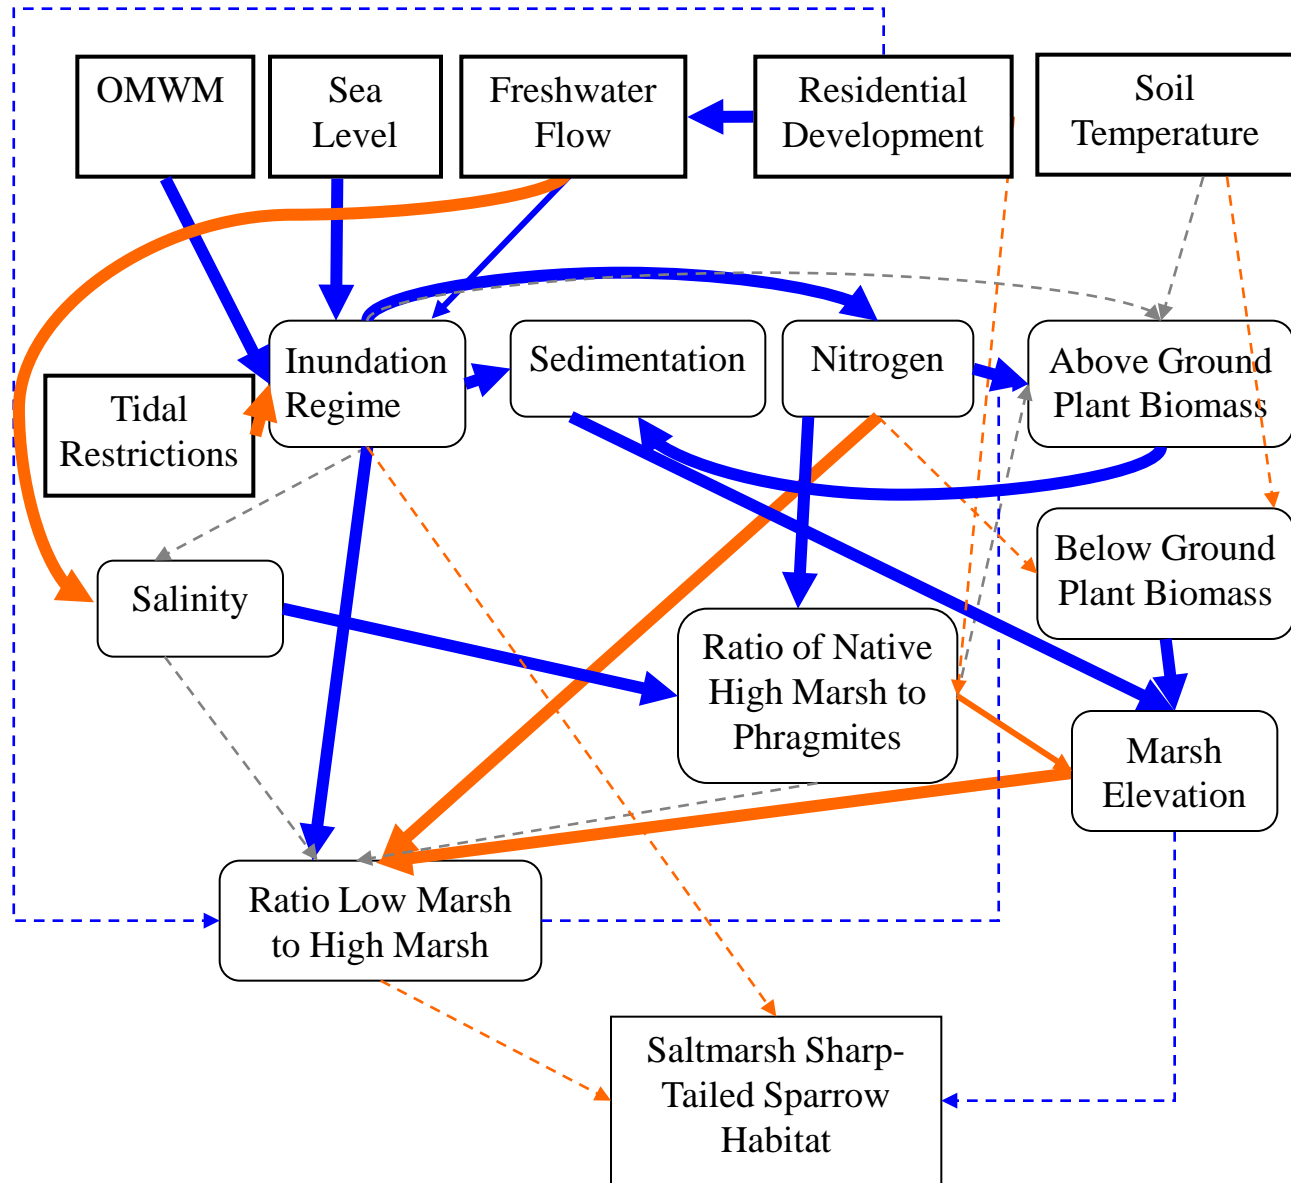 OMWM
Sea
Level
Freshwater
Flow
Residential
Development
Soil
Temperature
Inundation
Regime
Sedimentation
Nitrogen
Above Ground
Plant Biomass
Tidal
Restrictions
Below Ground
Plant Biomass
Salinity
Ratio of Native
High Marsh to
Phragmites
Marsh
Elevation
Ratio Low Marsh
to High Marsh
Saltmarsh Sharp-
Tailed Sparrow
Habitat